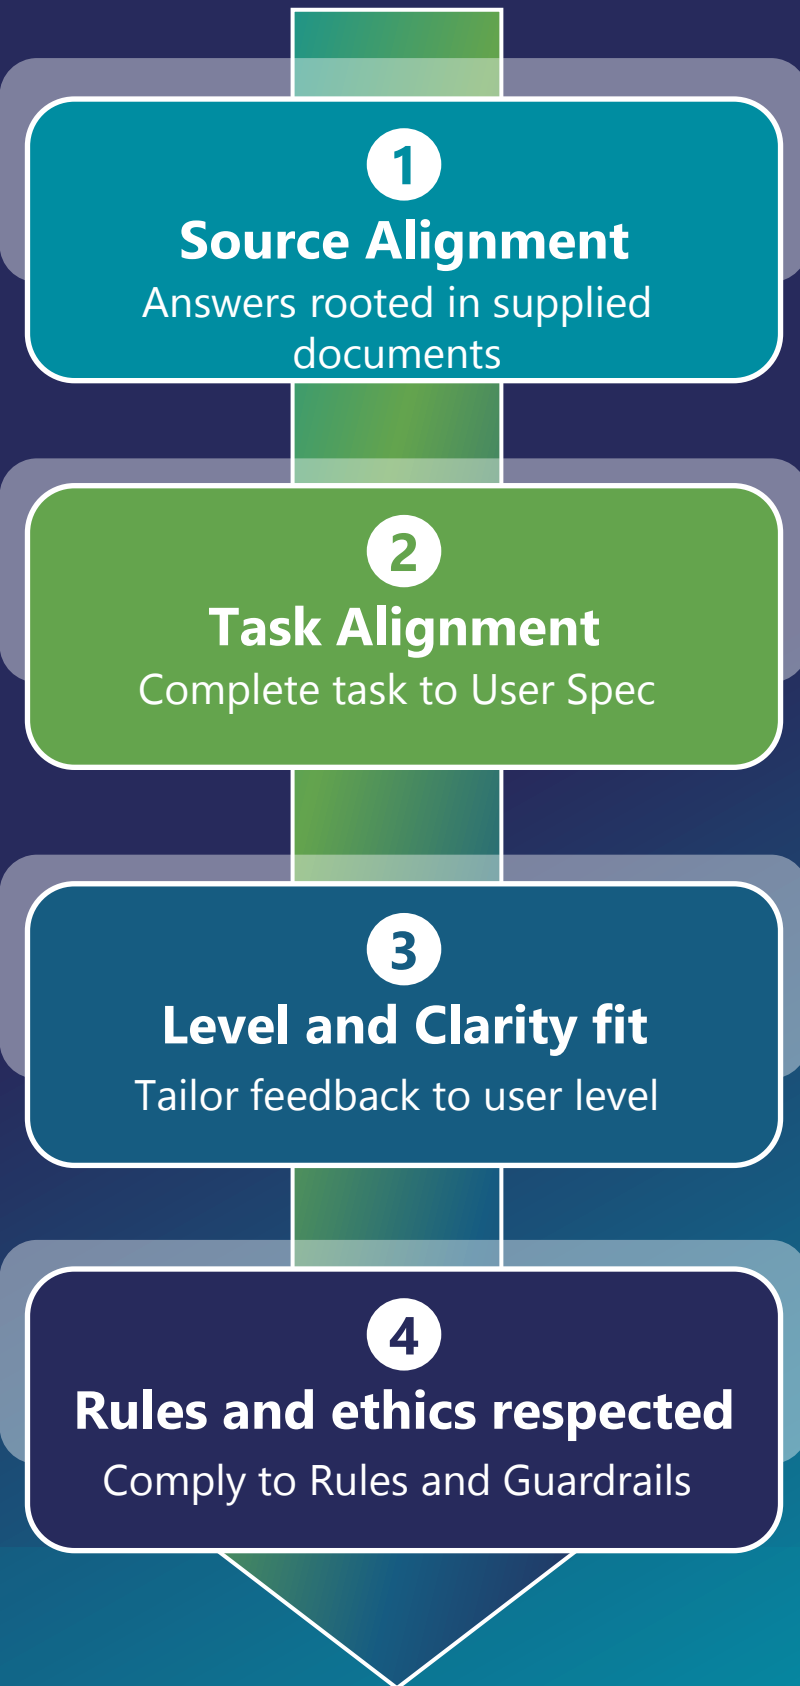 1
Source Alignment
Answers rooted in supplied
documents
2
Task Alignment
Complete task to User Spec
3
Level and Clarity fit
Tailor feedback to user level
4
Rules and ethics respected
Comply to Rules and Guardrails